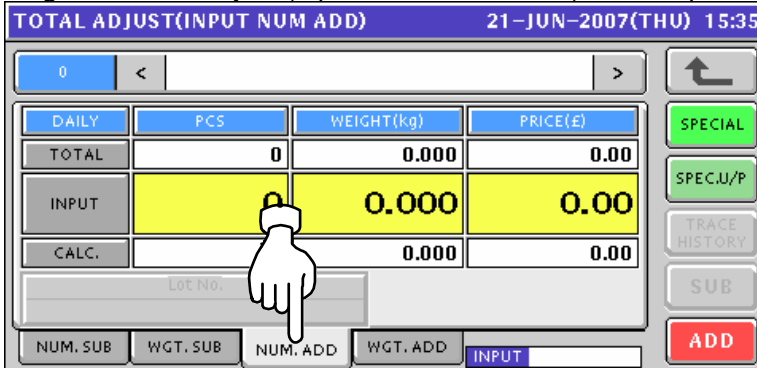 TOTAL ADJUST(INPUT NUM ADD) 21-JUN-2007(THU) 15:35
0 < >
DAILY PCS WEIGHT(kg) PRICE(£) SPECIAL
TOTAL 0 0.000 0.00
SPEC.U/P
INPUT 0 0.000 0.00
TRACE
HISTORY
CALC. 0.000 0.00
Lot No. SUB
NUM. SUB WGT. SUB NUM. ADD WGT. ADD INPUT ADD